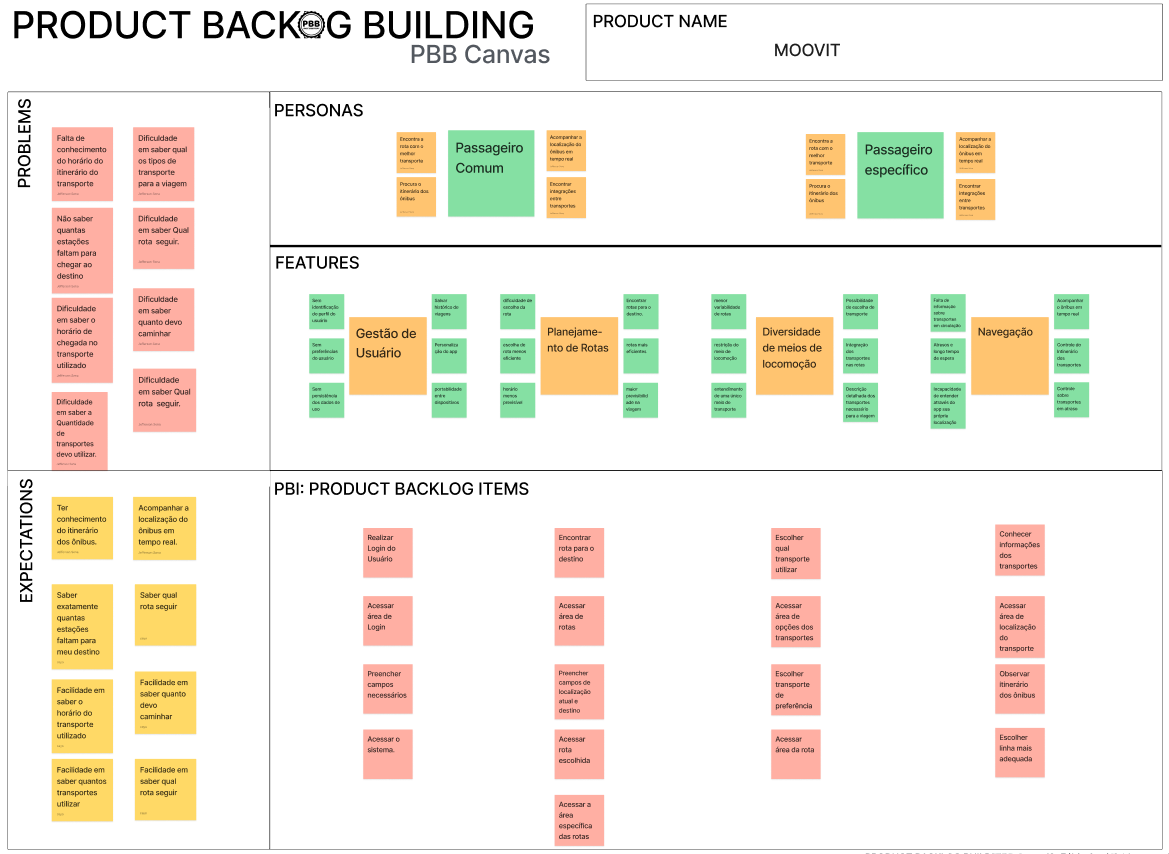 PRODUCT BACKLOG BUILDING
PBB
PBB Canvas
PRODUCT NAME
MOOVIT
PROBLEMS
Falta de
conhecimento
do horário do
itinerário do
transporte
Dificuldade
em saber qual
os tipos de
transporte
para a viagem
Não saber
quantas
estações
faltam para
chegar ao
destino
Dificuldade
em saber Qual
rota seguir.
Dificuldade
em saber o
horário de
chegada no
transporte
utilizado
Dificuldade
em saber
quanto devo
caminhar
Dificuldade
em saber a
Quantidade
de
transportes
devo utilizar.
Dificuldade
em saber Qual
rota seguir.
PERSONAS
Encontra a
rota com o
melhor
transporte
Procura o
itinerário dos
ônibus
Passageiro
Comum
Acompanhar a
localização do
ônibus em
tempo real
Encontrar
integrações
entre
transportes
Encontra a
rota com o
melhor
transporte
Procura o
itinerário dos
ônibus
Passageiro
específico
Acompanhar a
localização do
ônibus em
tempo real
Encontrar
integrações
entre
transportes
FEATURES
Sem
identificação
do perfil do
usuário
Sem
preferências
do usuário
Sem
persistência
dos dados de
uso
Gestão de
Usuário
Salvar
histórico de
viagens
Personaliza
ção do app
portabilidade
entre
dispositivos
dificuldade de
escolha da
rota
escolha de
rota menos
eficiente
horário
menos
previsível
Planejame-
nto de Rotas
Encontrar
rotas para o
destino.
rotas mais
eficientes
maior
previsibilid
ade na
viagem
menor
variabilidade
de rotas
restrição do
meio de
locomoção
entendimento
de uma único
meio de
transporte
Diversidade
de meios de
locomoção
Possibilidade
de escolha de
transporte
Integração
dos
transportes
nas rotas
Descrição
detalhada dos
transportes
necessário
para a viagem
Falta de
informação
sobre
transportes
em circulação
Atrasos e
longo tempo
de espera
incapacidade
de entender
através do
app sua
própria
localização
Navegação
Acompanhar
o ônibus em
tempo real
Controle do
intinerário
dos
transportes
Controle
sobre
transportes
em atraso
EXPECTATIONS
Ter
conhecimento
do itinerário
dos ônibus.
Acompanhar a
localização do
ônibus em
tempo real.
Saber
exatamente
quantas
estações
faltam para
meu destino
Saber qual
rota seguir
Facilidade em
saber o
horário do
transporte
utilizado
Facilidade em
saber quanto
devo
caminhar
Facilidade em
saber quantos
transportes
utilizar
Facilidade em
saber qual
rota seguir
PBI: PRODUCT BACKLOG ITEMS
Realizar
Login do
Usuário
Acessar
área de
Login
Preencher
campos
necessários
Acessar o
sistema.
Encontrar
rota para o
destino
Acessar
área de
rotas
Preencher
campos de
localização
atual e
destino
Acessar
rota
escolhida
Acessar a
área
específica
das rotas
Escolher
qual
transporte
utilizar
Acessar
área de
opções dos
transportes
Escolher
transporte
de
preferência
Acessar
área da rota
Conhecer
informações
dos
transportes
Acessar
área de
localização
do
transporte
Observar
itinerário
dos ônibus
Escolher
linha mais
adequada